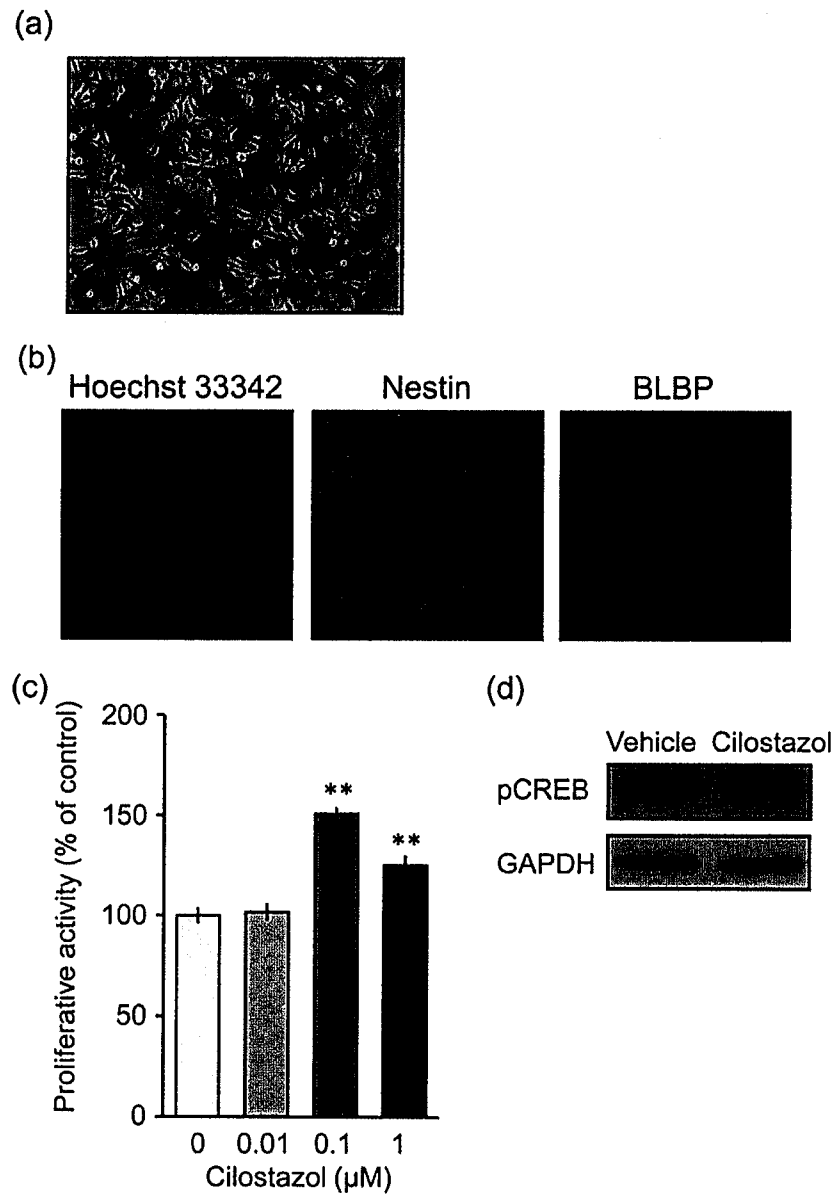 (a)
(b)
Hoechst 33342 Nestin BLBP
(c)
Proliferative activity (% of control)
200
150
100
50
0
** **
0 0.01 0.1 1
Cilostazol (µM)
(d)
Vehicle Cilostazol
pCREB
GAPDH